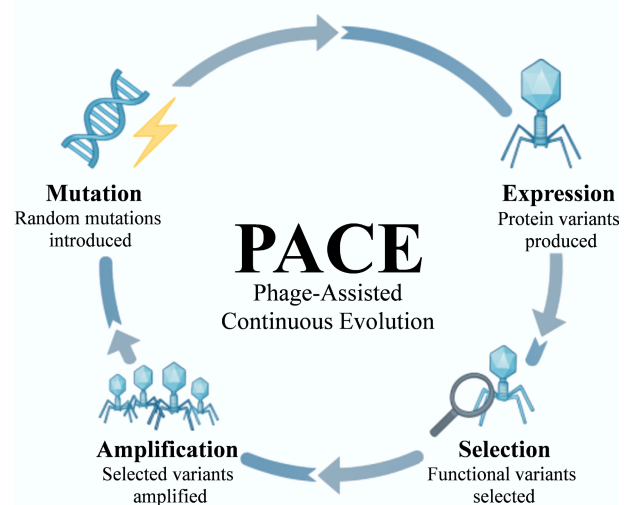 Mutation
Random mutations
introduced
Expression
Protein variants
produced
PACE
Phage-Assisted
Continuous Evolution
Amplification
Selected variants
amplified
Selection
Functional variants
selected